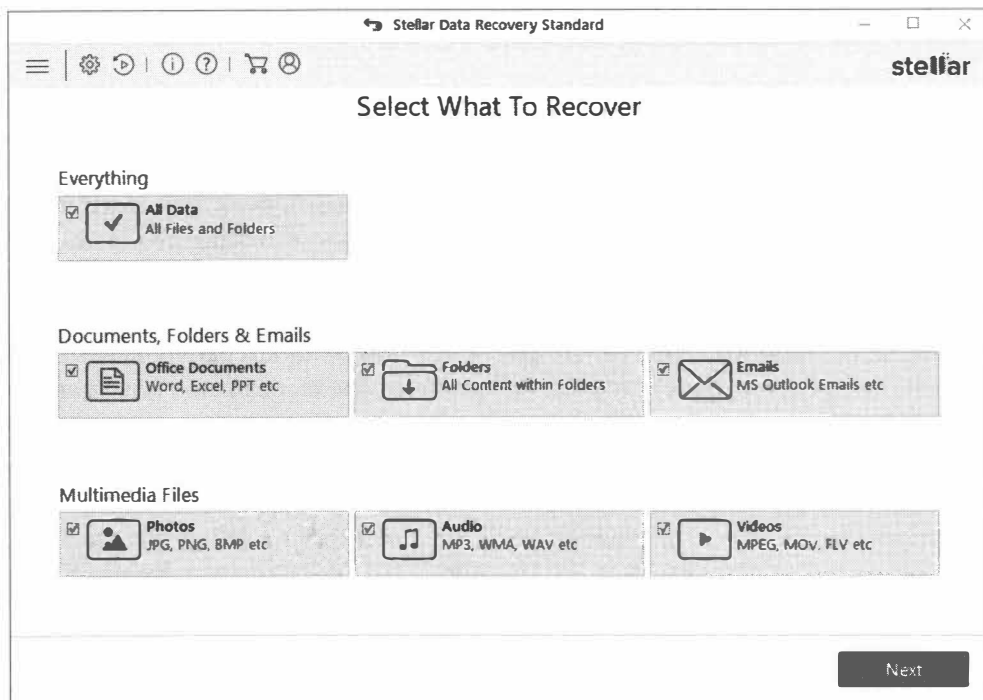 Stellar Data Recovery Standard
stellar
Select What To Recover
Everything
All Data
All Files and Folders
Documents, Folders & Emails
Office Documents
Word, Excel, PPT etc
Folders
All Content within Folders
Emails
MS Outlook Emails etc
Multimedia Files
Photos
JPG, PNG, BMP etc
Audio
MP3, WMA, WAV etc
Videos
MPEG, MOV. FLV etc
Next